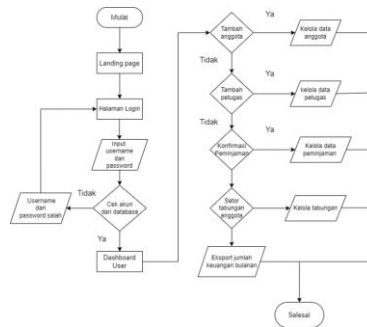 Mulai
Landing page
Halaman Login
Input
username
dan
password
Tidak
Username
dan
password salah
Cek akun
dari database
Ya
Dashboard
User
Tambah
anggota
Ya
Kelola data
anggota
Tidak
Tambah
petugas
Ya
kelola data
petugas
Tidak
Konfirmasi
Peminjaman
Ya
Kelola data
peminjaman
Setor
tabungan
anggota
Kelola tabungan
Eksport jumlah
keuangan bulanan
Selesai